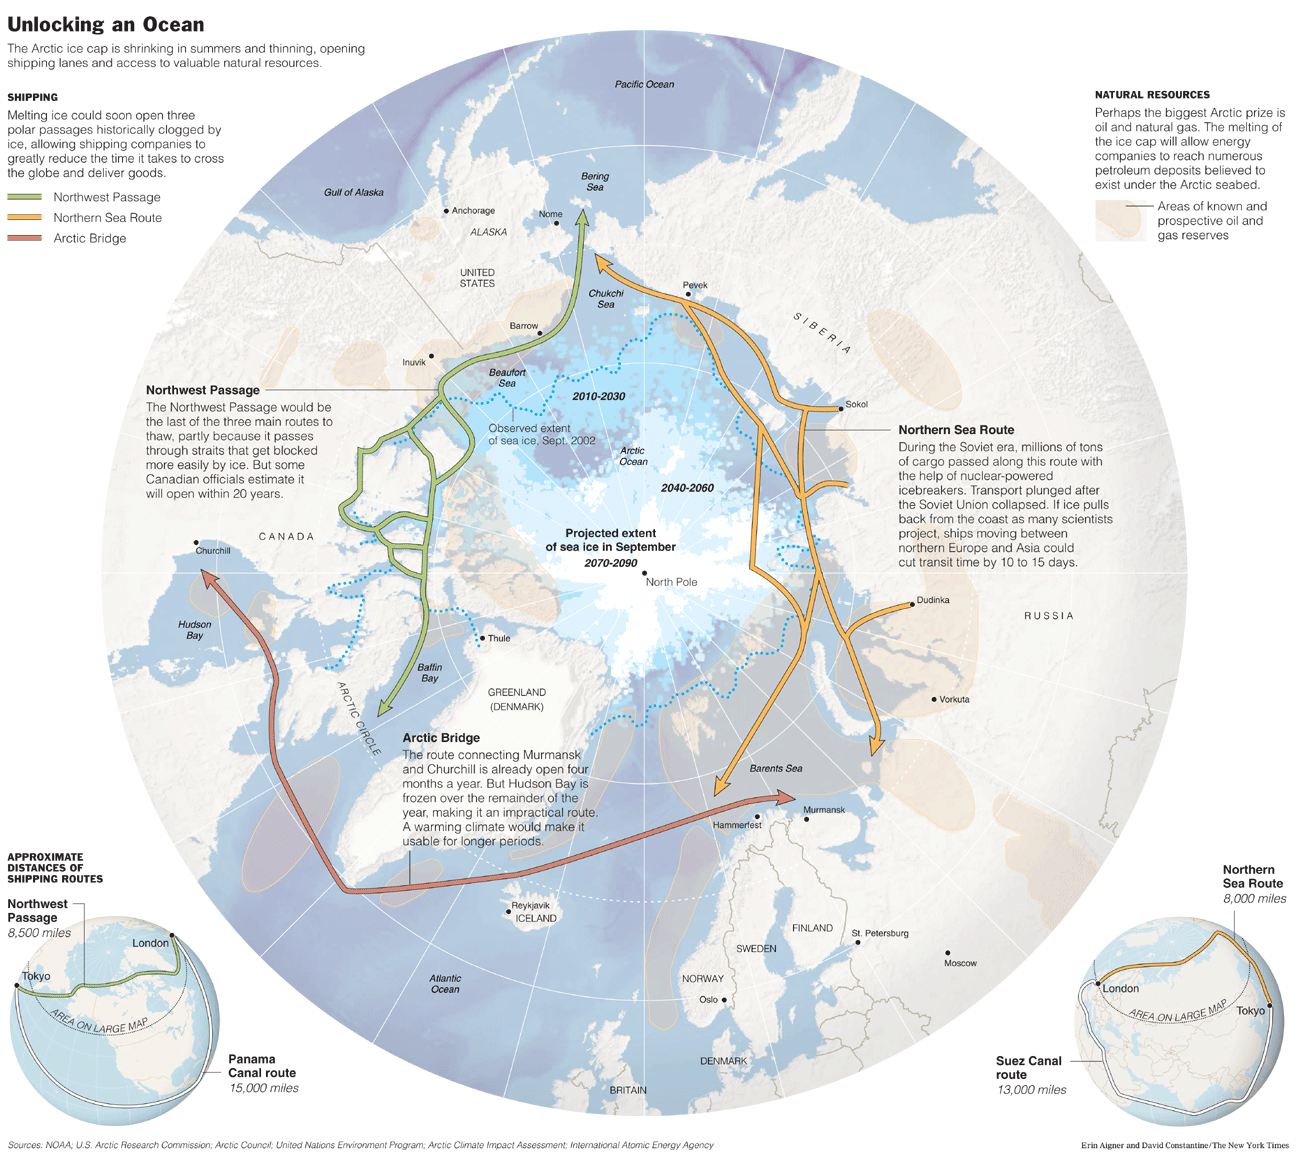 Unlocking an Ocean
The Arctic ice cap is shrinking in summers and thinning, opening
shipping lanes and access to valuable natural resources.
SHIPPING
Melting ice could soon open three
polar passages historically clogged by
ice, allowing shipping companies to
greatly reduce the time it takes to cross
the globe and deliver goods.
Northwest Passage
Northern Sea Route
Arctic Bridge
NATURAL RESOURCES
Perhaps the biggest Arctic prize is
oil and natural gas. The melting of
the ice cap will allow energy
companies to reach numerous
petroleum deposits believed to
exist under the Arctic seabed.
Areas of known and
prospective oil and
gas reserves
Pacific Ocean
Gulf of Alaska
Bering
Sea
Anchorage
Nome
ALASKA
UNITED
STATES
Chukchi
Sea
Pevek
SIBERIA
Barrow
Inuvik
Beaufort
Sea
2010-2030
Observed extent
of sea ice, Sept. 2002
Arctic
Ocean
2040-2060
Projected extent
of sea ice in September
2070-2090
North Pole
Sokol
Northwest Passage
The Northwest Passage would be
the last of the three main routes to
thaw, partly because it passes
through straits that get blocked
more easily by ice. But some
Canadian officials estimate it
will open within 20 years.
Northern Sea Route
During the Soviet era, millions of tons
of cargo passed along this route with
the help of nuclear-powered
icebreakers. Transport plunged after
the Soviet Union collapsed. If ice pulls
back from the coast as many scientists
project, ships moving between
northern Europe and Asia could
cut transit time by 10 to 15 days.
CANADA
Churchill
Hudson
Bay
Thule
Baffin
Bay
ARCTIC CIRCLE
GREENLAND
(DENMARK)
Dudinka
RUSSIA
Vorkuta
Arctic Bridge
The route connecting Murmansk
and Churchill is already open four
months a year. But Hudson Bay is
frozen over the remainder of the
year, making it an impractical route.
A warming climate would make it
usable for longer periods.
Barents Sea
Murmansk
Hammerfest
Reykjavik
ICELAND
FINLAND
SWEDEN
St. Petersburg
Moscow
NORWAY
Oslo
Atlantic
Ocean
DENMARK
BRITAIN
APPROXIMATE
DISTANCES OF
SHIPPING ROUTES
Northwest
Passage
8,500 miles
London
Tokyo
AREA ON LARGE MAP
Panama
Canal route
15,000 miles
Northern
Sea Route
8,000 miles
London
AREA ON LARGE MAP
Tokyo
Suez Canal
route
13,000 miles
Sources: NOAA; U.S. Arctic Research Commission; Arctic Council; United Nations Environment Program; Arctic Climate Impact Assessment; International Atomic Energy Agency
Erin Aigner and David Constantine/The New York Times